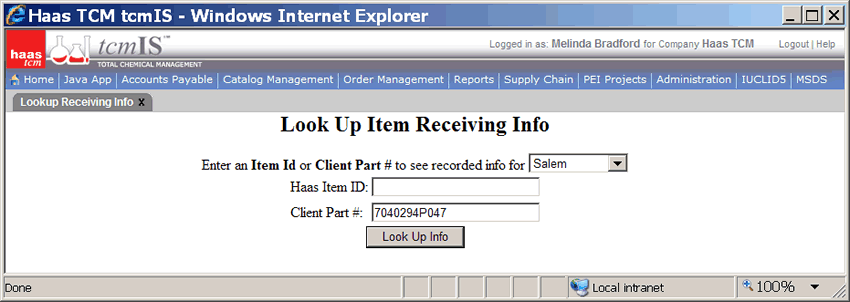 Haas TCM tcmIS - Windows Internet Explorer
haas tcm
tcmIS™
TOTAL CHEMICAL MANAGEMENT
Logged in as: Melinda Bradford for Company Haas TCM Logout | Help
Home | Java App | Accounts Payable | Catalog Management | Order Management | Reports | Supply Chain | PEI Projects | Administration | IUCLID5 | MSDS
Lookup Receiving Info x
Look Up Item Receiving Info
Enter an Item Id or Client Part # to see recorded info for Salem
Haas Item ID:
Client Part #: 7040294P047
Look Up Info
Done Local intranet 100%